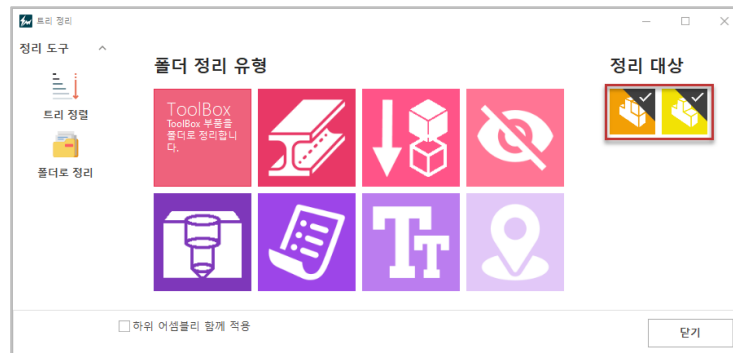 트리 정리
정리 도구
트리 정렬
폴더로 정리
폴더 정리 유형
정리 대상
ToolBox
ToolBox 부품을
폴더로 정리합니
다.
하위 어셈블리 함께 적용
닫기